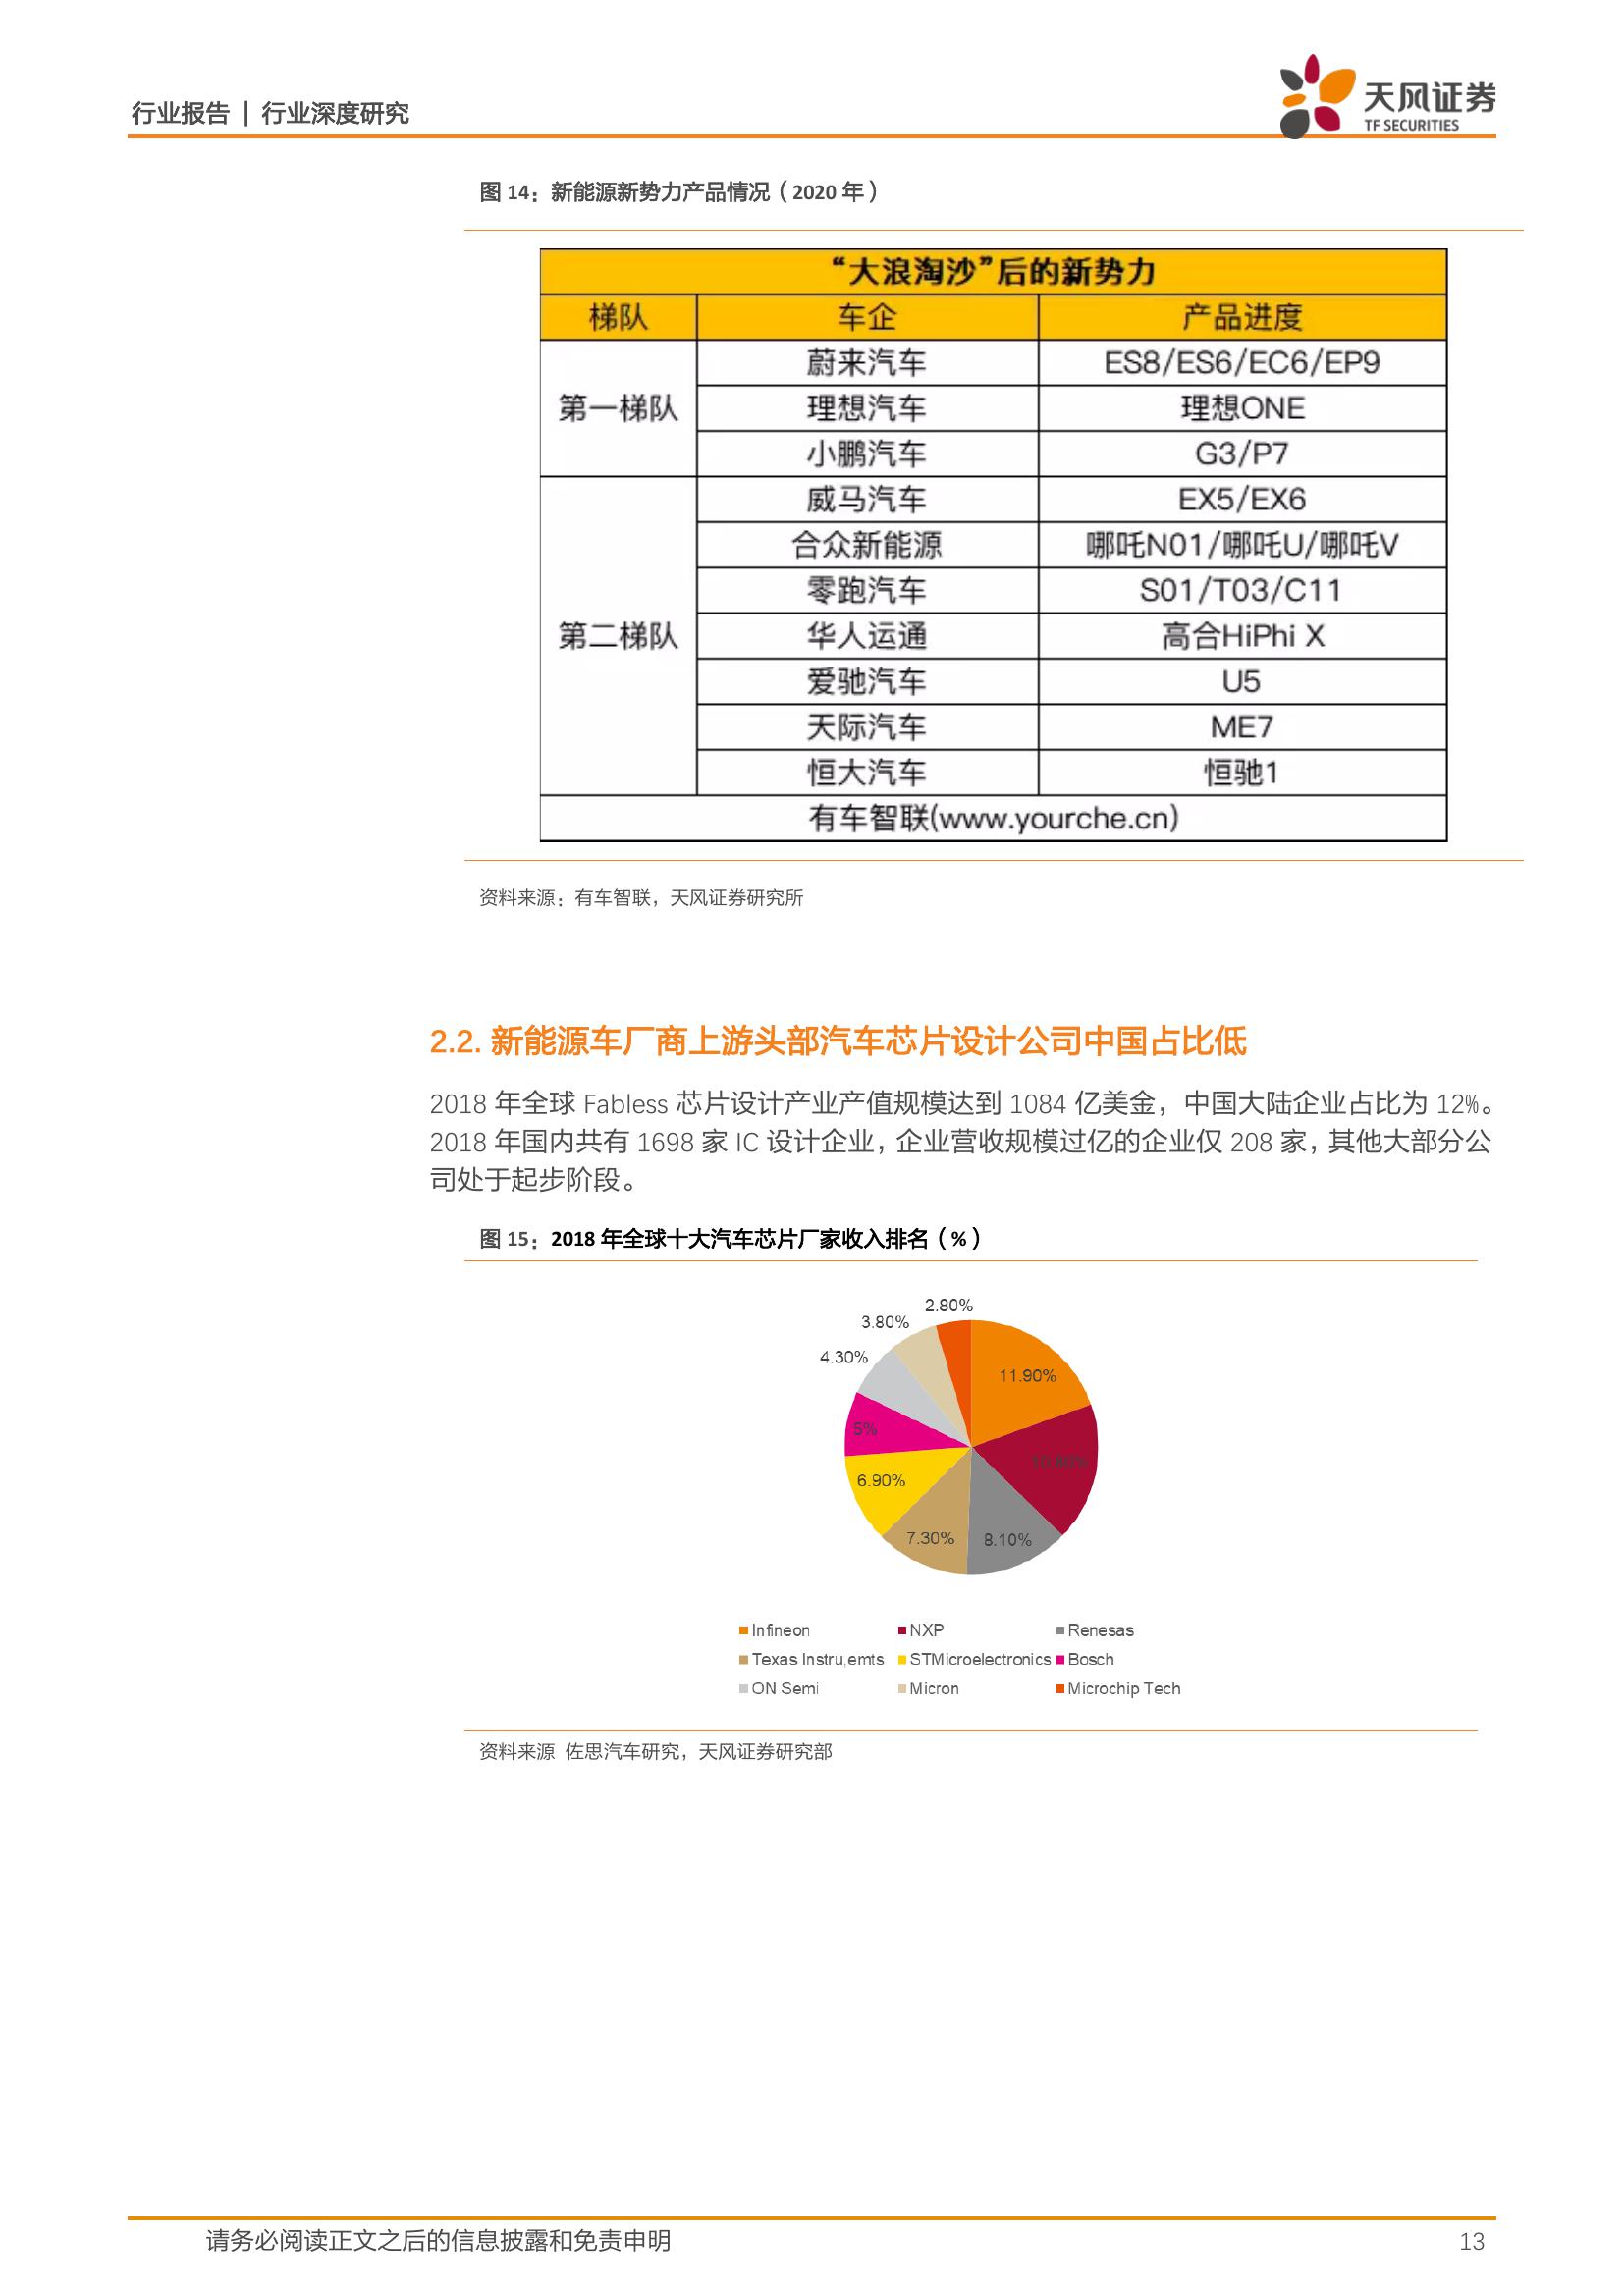 行业报告 | 行业深度研究
天风证券
TF SECURITIES
图 14：新能源新势力产品情况（2020 年）
“大浪淘沙”后的新势力
梯队 车企 产品进度
第一梯队
蔚来汽车 ES8/ES6/EC6/EP9
理想汽车 理想ONE
小鹏汽车 G3/P7
第二梯队
威马汽车 EX5/EX6
合众新能源 哪吒N01/哪吒U/哪吒V
零跑汽车 S01/T03/C11
华人运通 高合HiPhi X
爱驰汽车 U5
天际汽车 ME7
恒大汽车 恒驰1
有车智联(www.yourche.cn)
资料来源：有车智联，天风证券研究所
2.2. 新能源车厂商上游头部汽车芯片设计公司中国占比低
2018 年全球 Fabless 芯片设计产业产值规模达到 1084 亿美金，中国大陆企业占比为 12%。
2018 年国内共有 1698 家 IC 设计企业，企业营收规模过亿的企业仅 208 家，其他大部分公
司处于起步阶段。
图 15：2018 年全球十大汽车芯片厂家收入排名（%）
2.80%
3.80%
4.30%
11.90%
5%
6.90%
7.30%
8.10%
Infineon NXP Renesas
Texas Instru,emts STMicroelectronics Bosch
ON Semi Micron Microchip Tech
资料来源 佐思汽车研究，天风证券研究部
请务必阅读正文之后的信息披露和免责申明 13